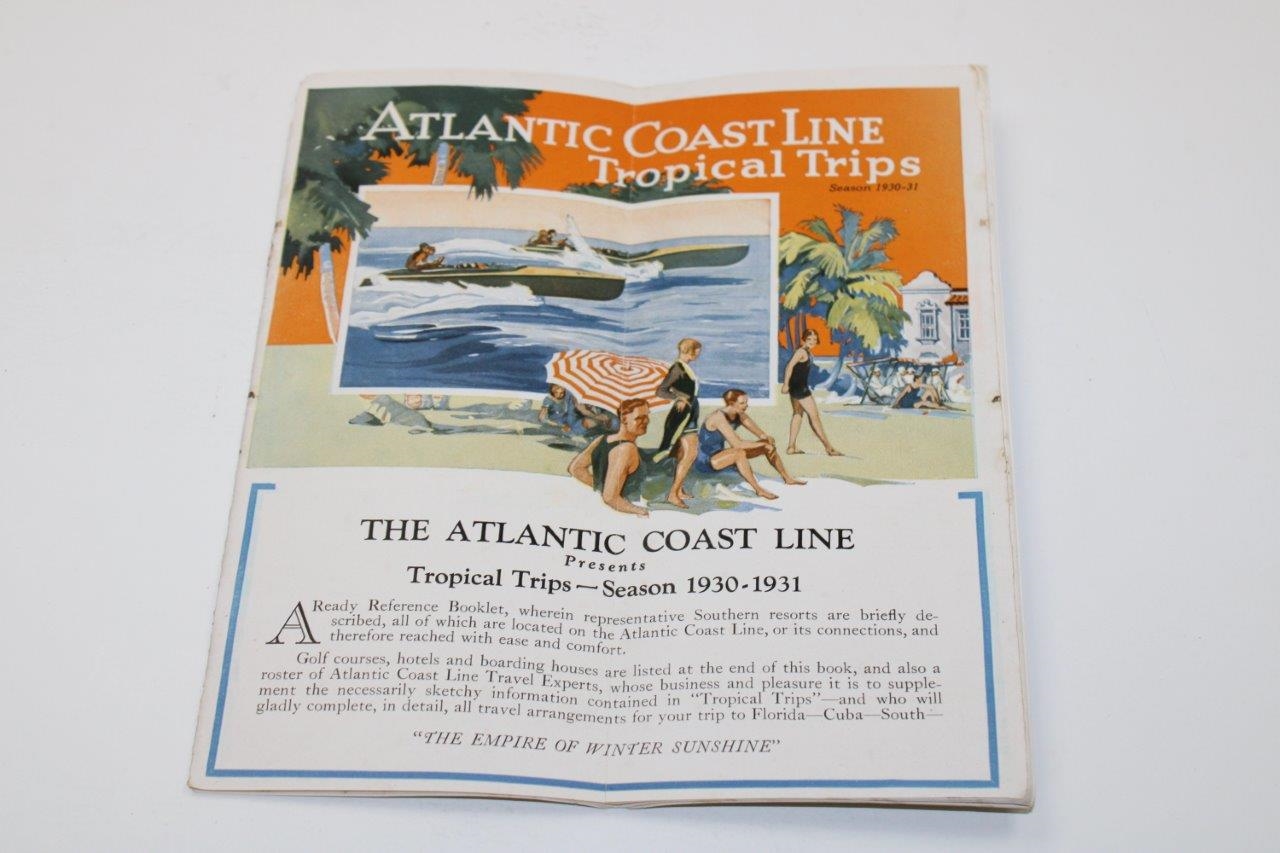 ATLANTIC COAST LINE
Tropical Trips
Season 1930-31
THE ATLANTIC COAST LINE
Presents
Tropical Trips—Season 1930-1931
A Ready Reference Booklet, wherein representative Southern resorts are briefly de-
scribed, all of which are located on the Atlantic Coast Line, or its connections, and
therefore reached with ease and comfort.
Golf courses, hotels and boarding houses are listed at the end of this book, and also a
roster of Atlantic Coast Line Travel Experts, whose business and pleasure it is to supple-
ment the necessarily sketchy information contained in "Tropical Trips"—and who will
gladly complete, in detail, all travel arrangements for your trip to Florida—Cuba—South—
"THE EMPIRE OF WINTER SUNSHINE"